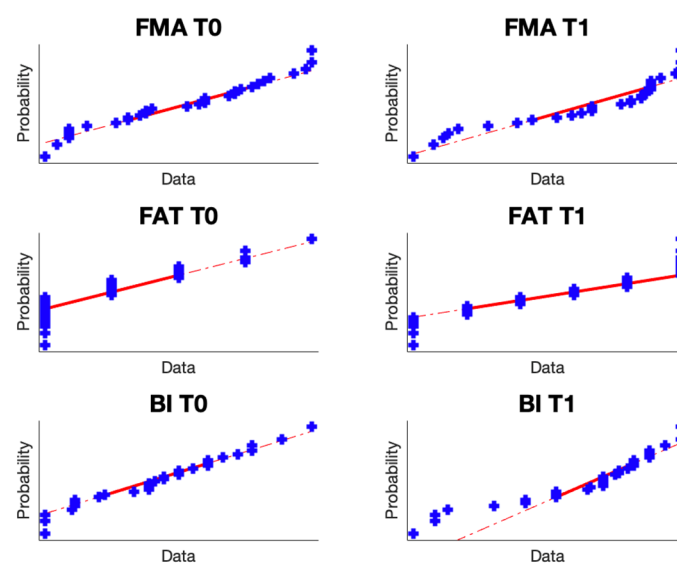 FMA T0
Probability
Data
FMA T1
Probability
Data
FAT T0
Probability
Data
FAT T1
Probability
Data
BI T0
Probability
Data
BI T1
Probability
Data